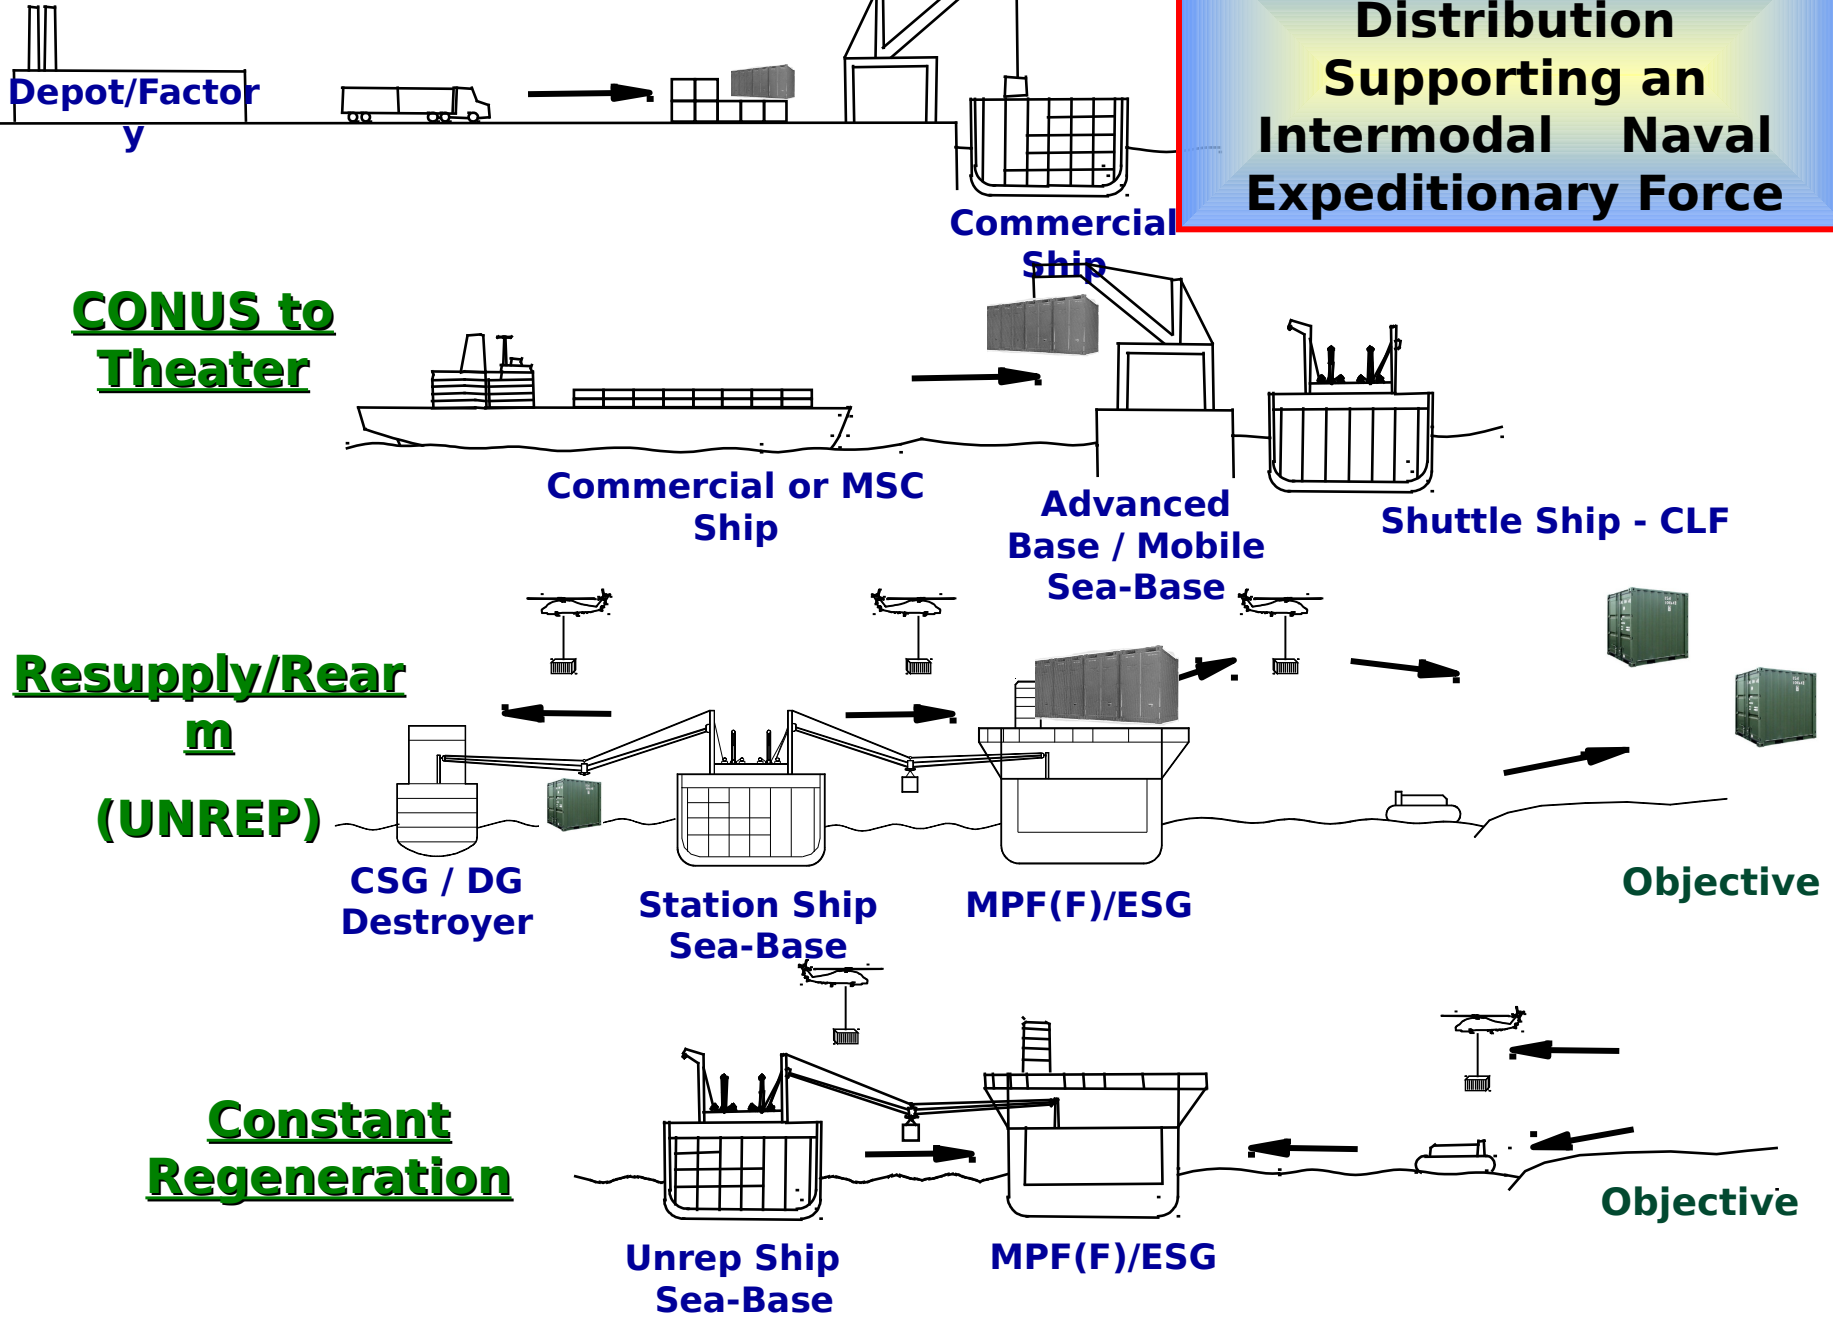 Distribution
Supporting an
Intermodal Naval
Expeditionary Force
Depot/Factor
y
Commercial
Ship
CONUS to
Theater
Commercial or MSC
Ship
Advanced
Base / Mobile
Sea-Base
Shuttle Ship - CLF
Resupply/Rear
m
(UNREP)
CSG / DG
Destroyer
Station Ship
Sea-Base
MPF(F)/ESG
Objective
Constant
Regeneration
Unrep Ship
Sea-Base
MPF(F)/ESG
Objective